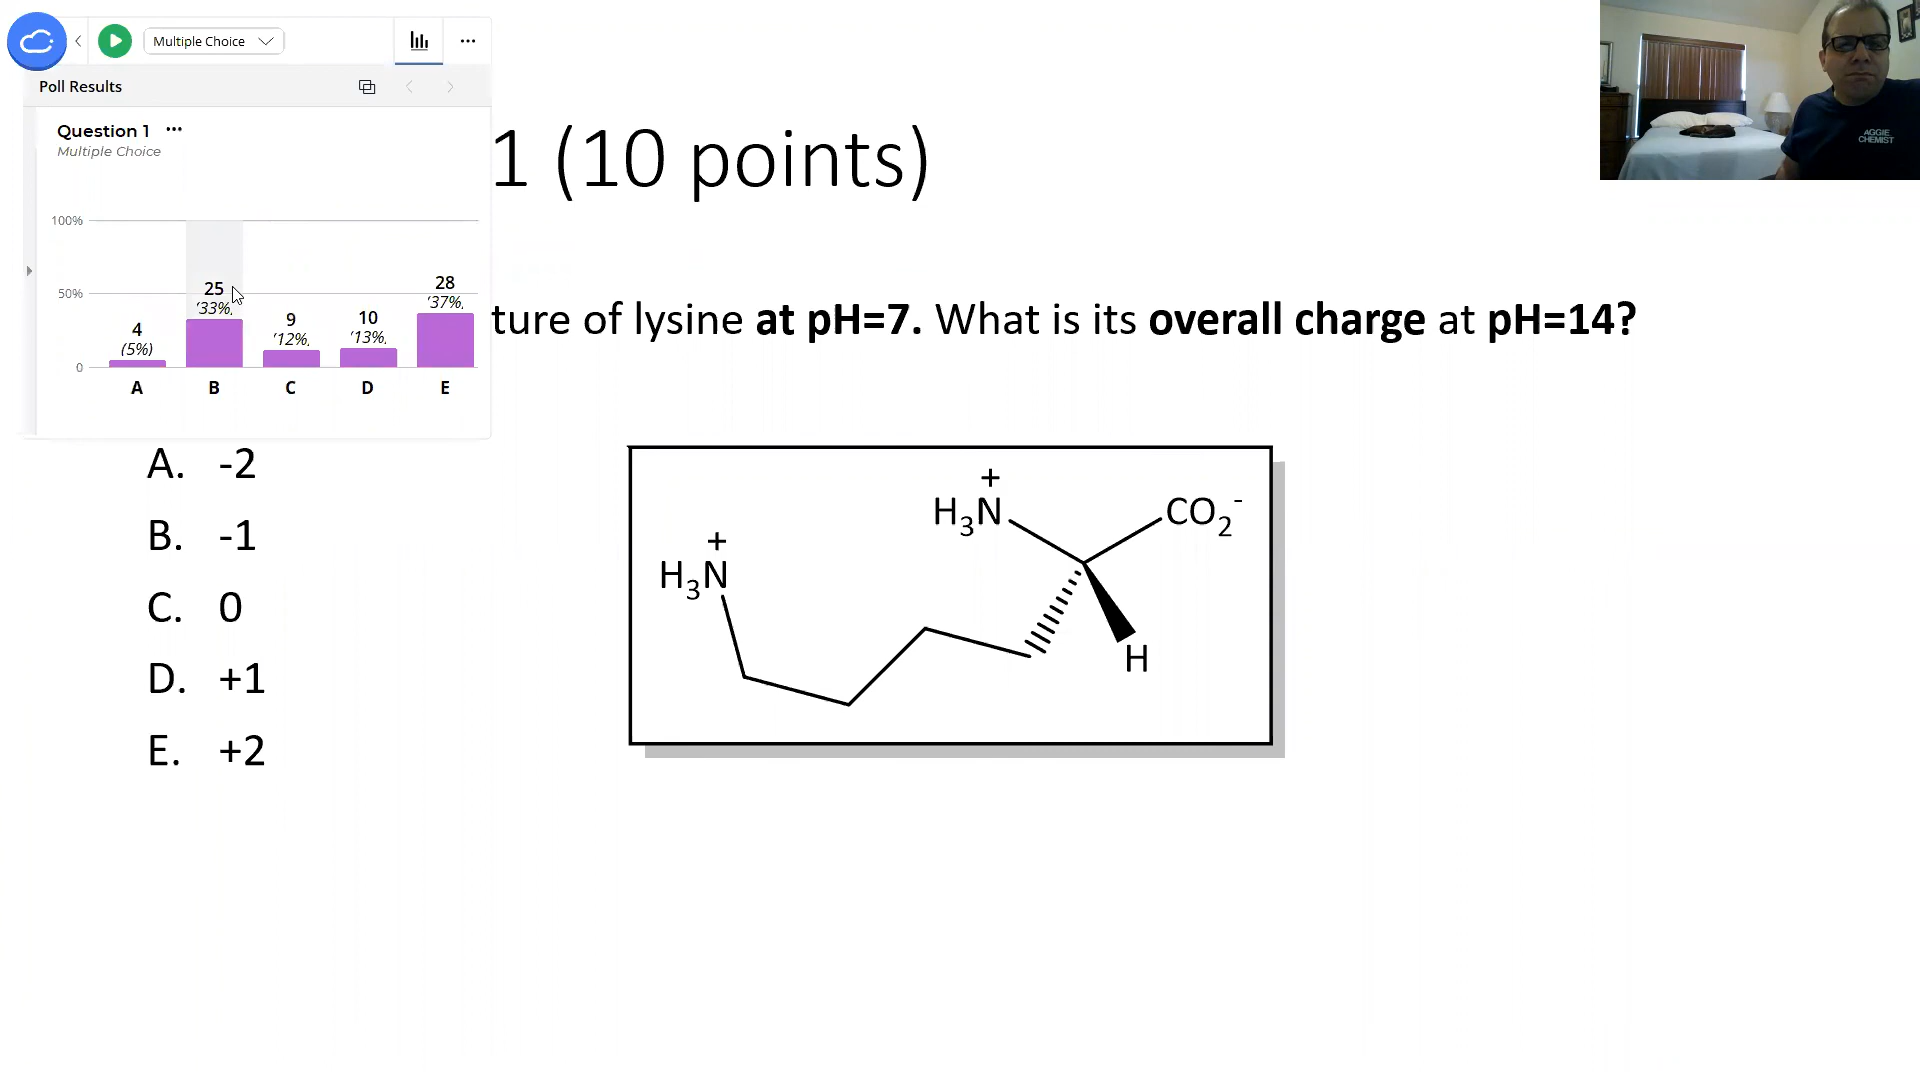 Multiple Choice
Poll Results
Question 1
Multiple Choice
1 (10 points)
100%
50%
0
4
(5%)
25
33%
9
12%
10
13%
28
37%
A B C D E
ture of lysine at pH=7. What is its overall charge at pH=14?
A. -2
B. -1
C. 0
D. +1
E. +2
+
H3N
+
H3N
CO2-
H
AGGIE
CHEMIST